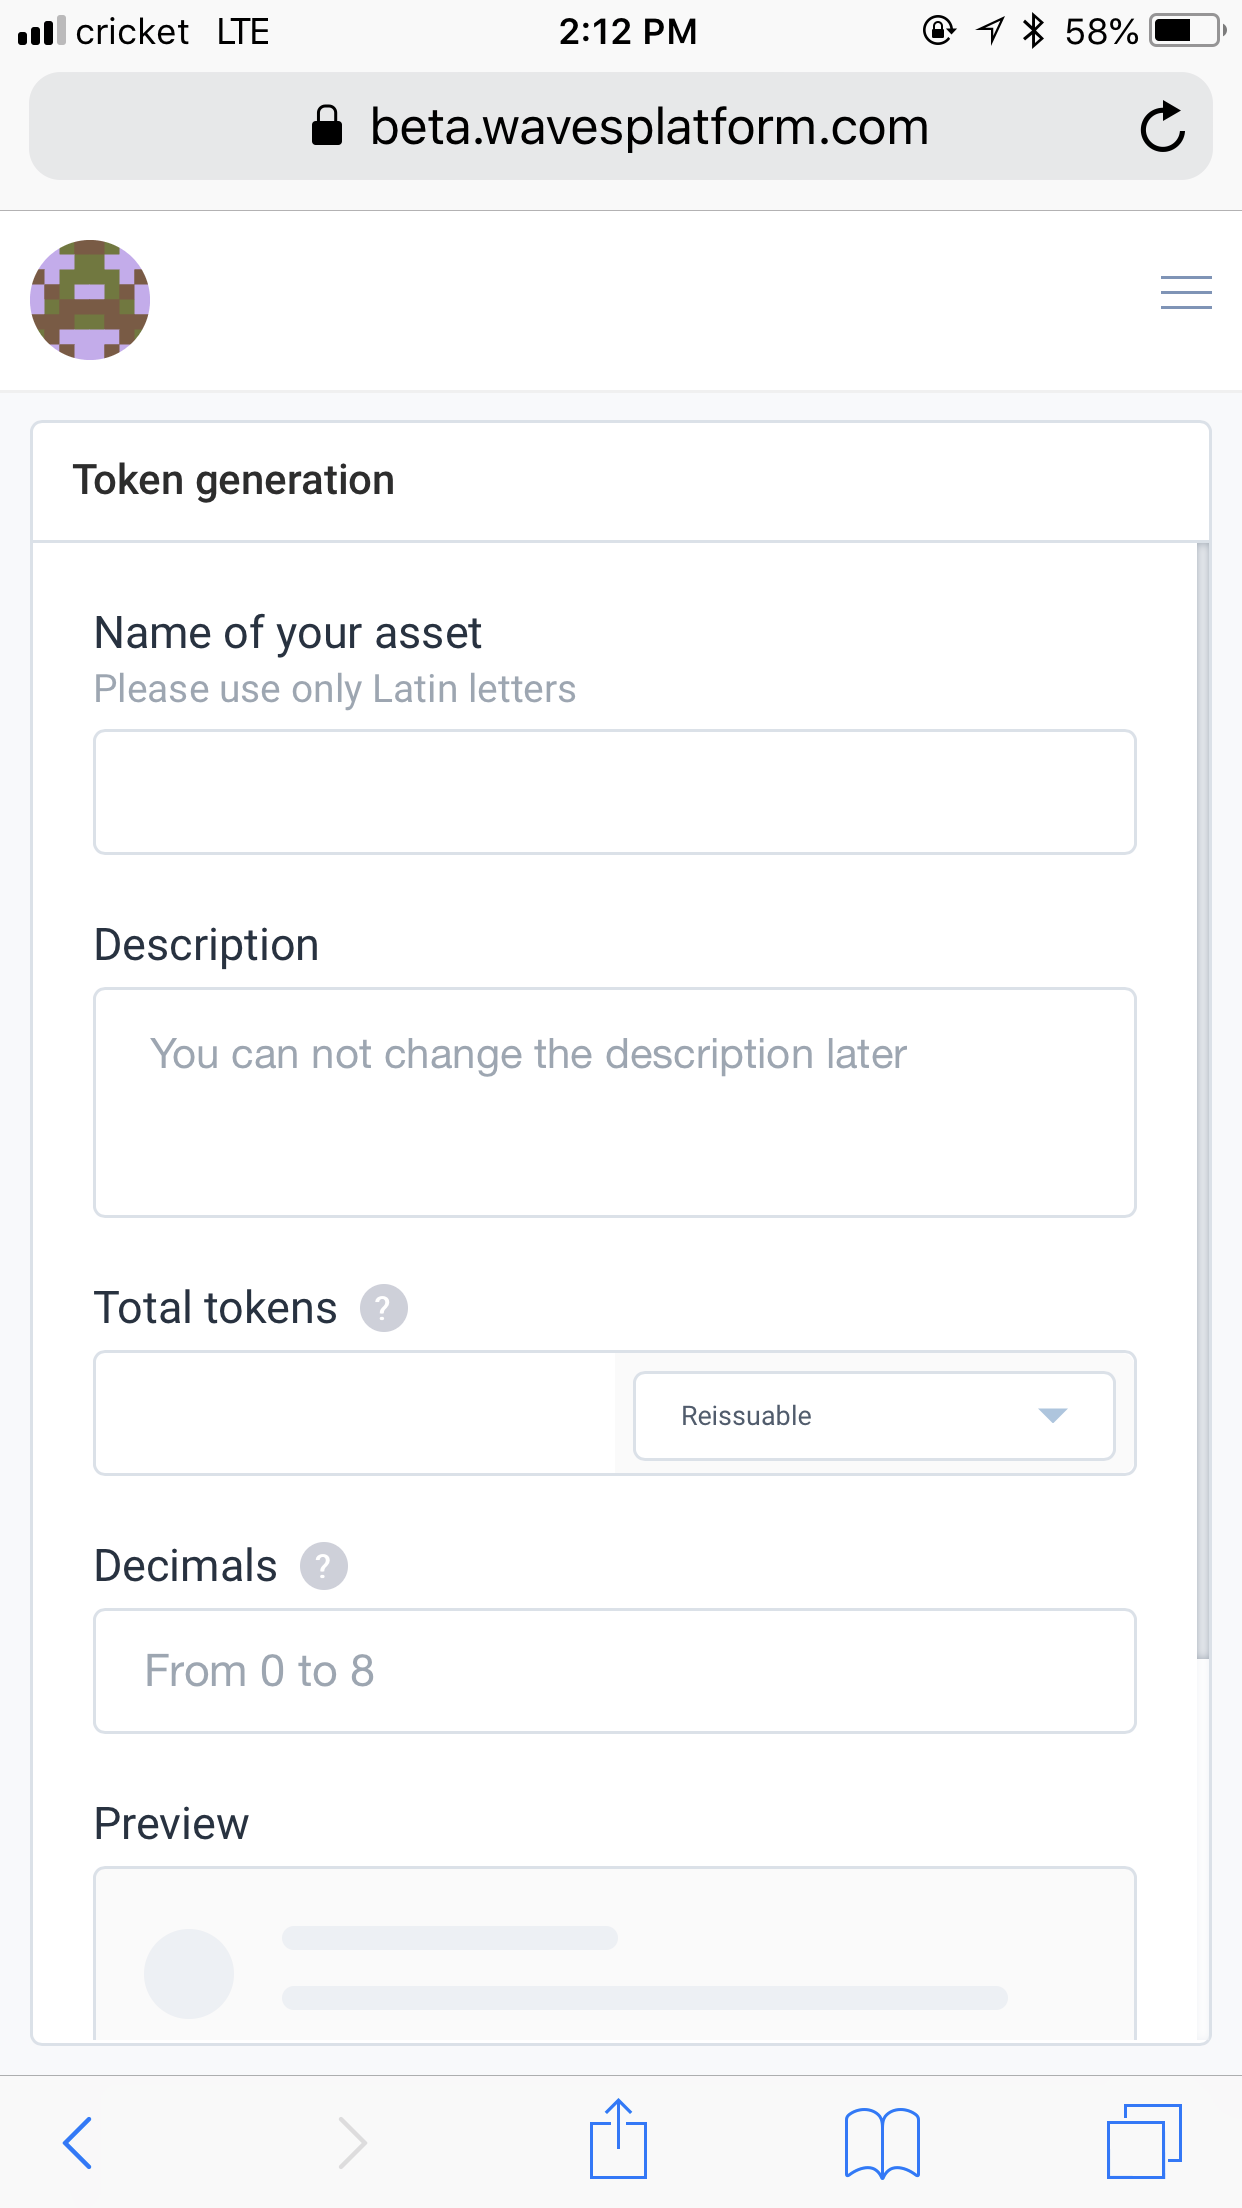 cricket LTE 2:12 PM 58%
beta.wavesplatform.com
Token generation
Name of your asset
Please use only Latin letters
Description
You can not change the description later
Total tokens ?
Reissuable
Decimals ?
From 0 to 8
Preview